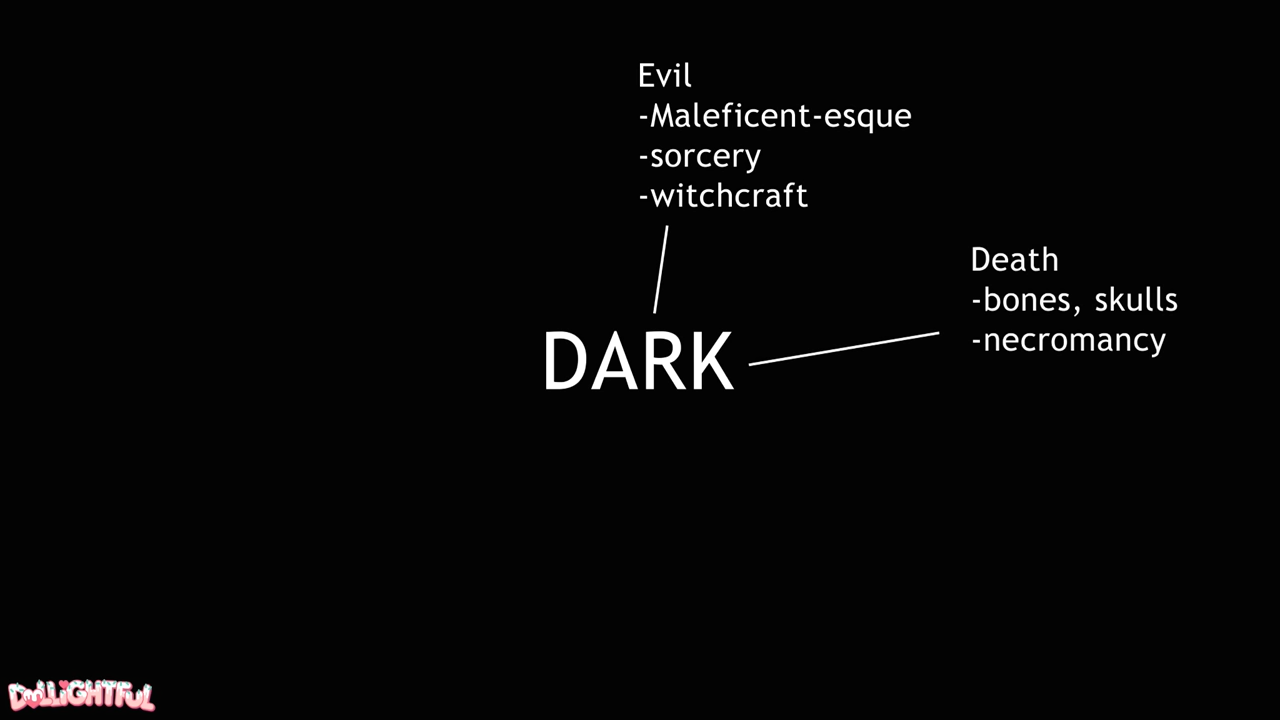 Evil
-Maleficent-esque
-sorcery
-witchcraft
Death
-bones, skulls
-necromancy
DARK
DOLLiGHTFUL